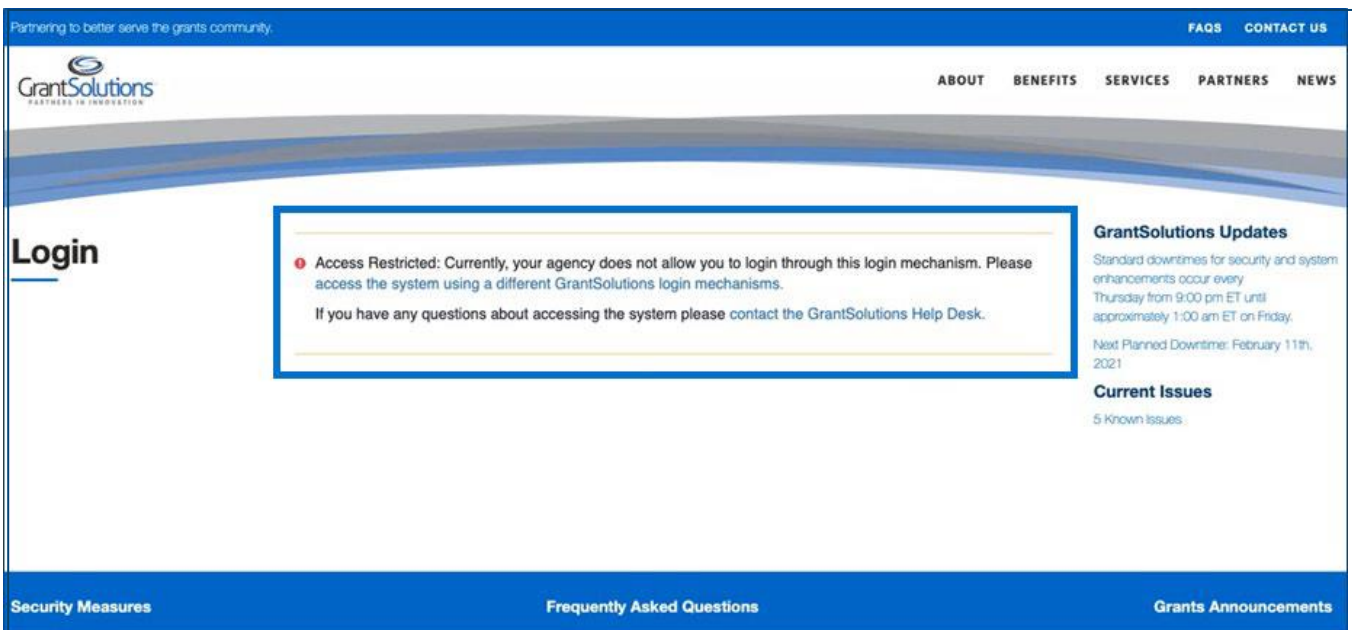 Partnering to better serve the grants community.
FAQS CONTACT US
GrantSolutions
PARTNERS IN INNOVATION
ABOUT BENEFITS SERVICES PARTNERS NEWS
Login
Access Restricted: Currently, your agency does not allow you to login through this login mechanism. Please
access the system using a different GrantSolutions login mechanisms.
If you have any questions about accessing the system please contact the GrantSolutions Help Desk.
GrantSolutions Updates
Standard downtimes for security and system
enhancements occur every
Thursday from 9:00 pm ET until
approximately 1:00 am ET on Friday.
Next Planned Downtime: February 11th,
2021
Current Issues
5 Known Issues
Security Measures
Frequently Asked Questions
Grants Announcements